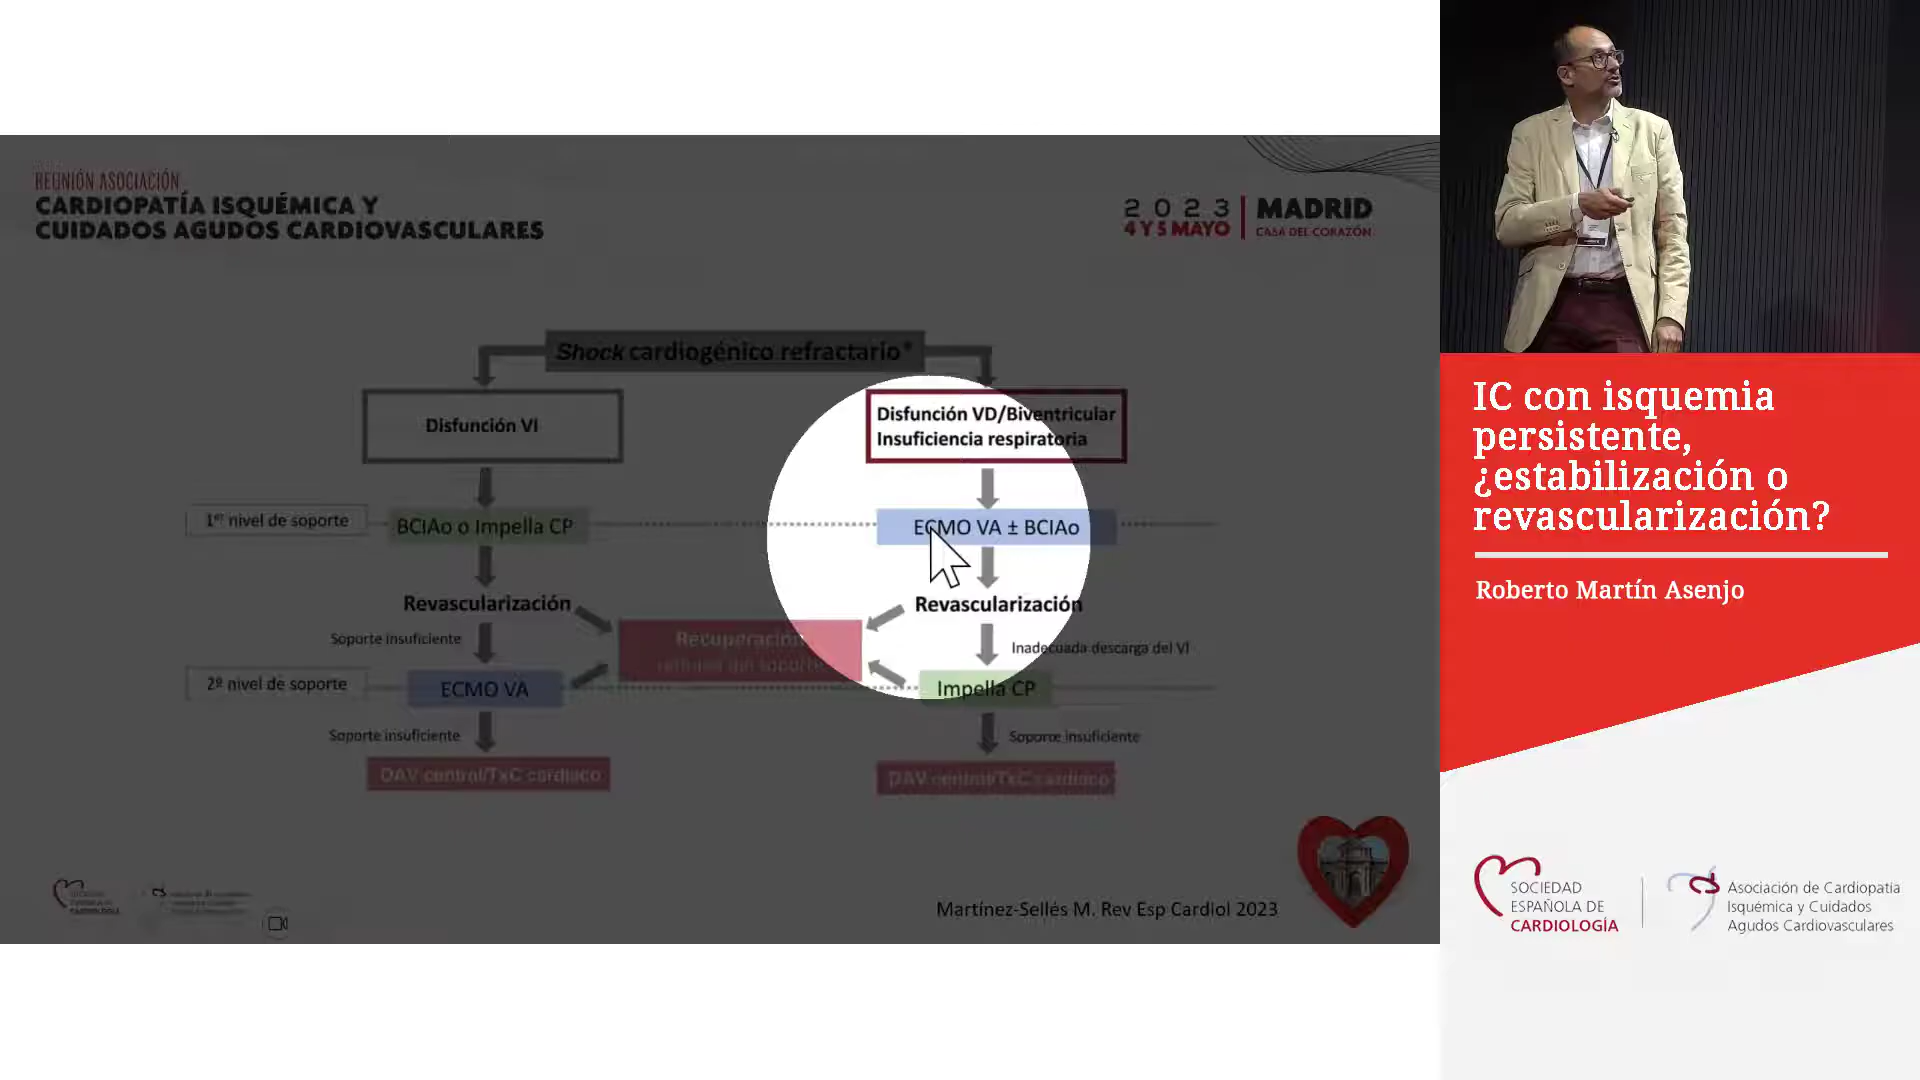 REUNIÓN ASOCIACIÓN
CARDIOPATÍA ISQUÉMICA Y
CUIDADOS AGUDOS CARDIOVASCULARES
2023
4 Y 5 MAYO
MADRID
CASA DEL CORAZÓN
Shock cardiogénico refractario*
Disfunción VI
Disfunción VD/Biventricular
Insuficiencia respiratoria
1er nivel de soporte
BCIAo o Impella CP
ECMO VA ± BCIAo
Revascularización
Revascularización
Soporte insuficiente
Recuperación
retirada del soporte
Inadecuada descarga del VI
2º nivel de soporte
ECMO VA
Impella CP
Soporte insuficiente
Soporte insuficiente
DAV central/TxC cardiaco
DAV central/TxC cardiaco
Martínez-Sellés M. Rev Esp Cardiol 2023
IC con isquemia
persistente,
¿estabilización o
revascularización?
Roberto Martín Asenjo
SOCIEDAD
ESPAÑOLA DE
CARDIOLOGÍA
Asociación de Cardiopatía
Isquémica y Cuidados
Agudos Cardiovasculares